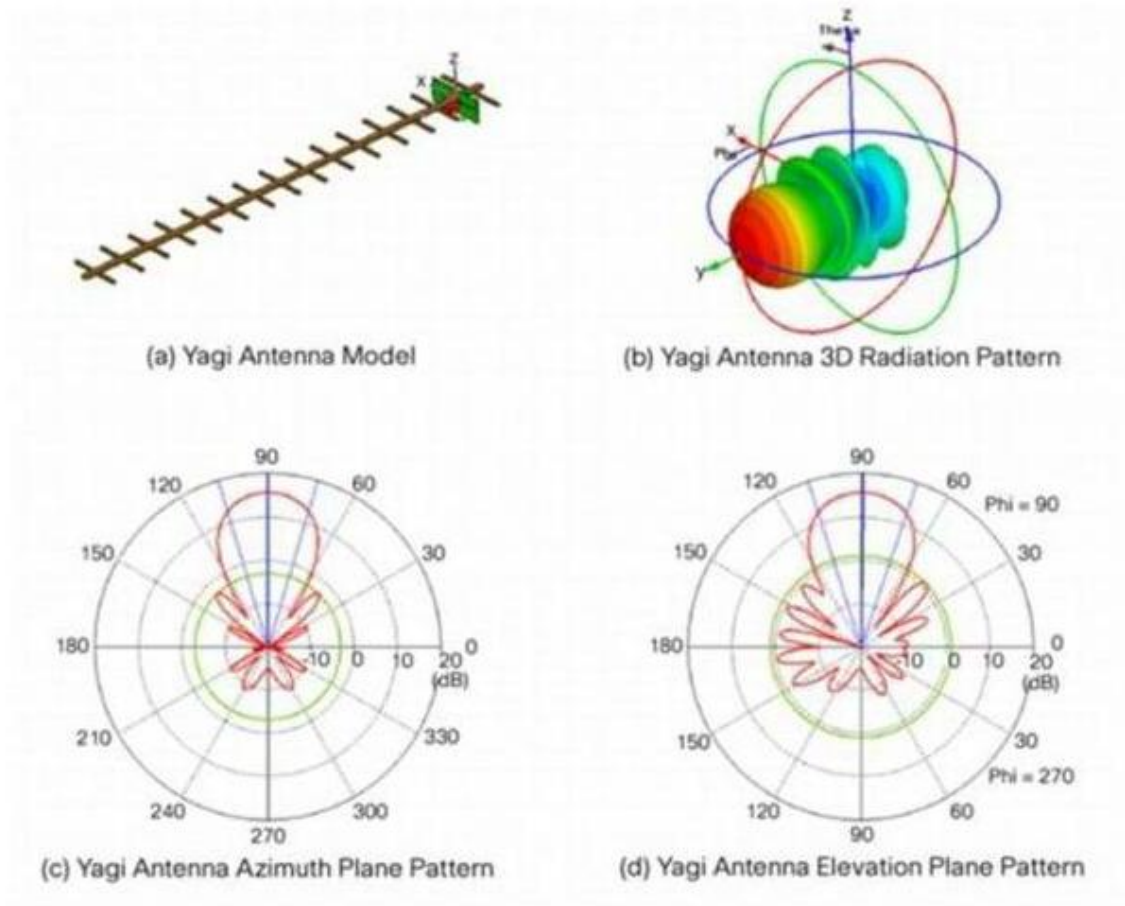 Z
X
(a) Yagi Antenna Model
Z
Theta
X
Phi
y
(b) Yagi Antenna 3D Radiation Pattern
90
120
60
150
30
180
-10 0 10 20 0
(dB)
210
330
240
300
270
(c) Yagi Antenna Azimuth Plane Pattern
90
120
60
Phi = 90
150
30
180
-10 0 10 20 0
(dB)
150
30
Phi = 270
120
60
90
(d) Yagi Antenna Elevation Plane Pattern